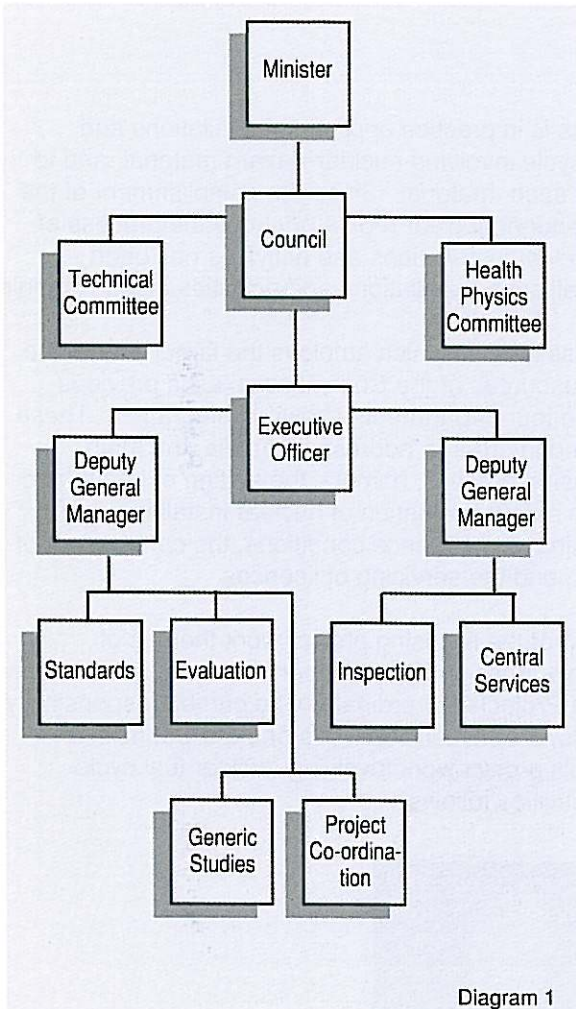 Minister
Council
Technical
Committee
Health
Physics
Committee
Executive
Officer
Deputy
General
Manager
Deputy
General
Manager
Standards
Evaluation
Inspection
Central
Services
Generic
Studies
Project
Co-ordina-
tion
Diagram 1